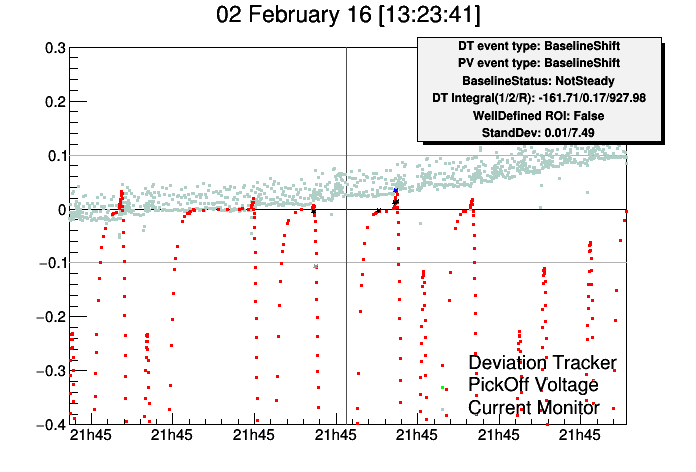 02 February 16 [13:23:41]
DT event type: BaselineShift
PV event type: BaselineShift
BaselineStatus: NotSteady
DT Integral(1/2/R): -161.71/0.17/927.98
WellDefined ROI: False
StandDev: 0.01/7.49
0.3
0.2
0.1
0
−0.1
−0.2
−0.3
−0.4
Deviation Tracker
PickOff Voltage
Current Monitor
21h45 21h45 21h45 21h45 21h45 21h45 21h45